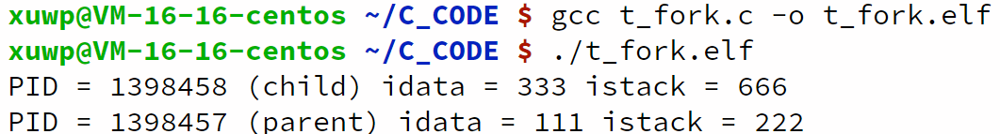 xuwp@VM-16-16-centos ~/C_CODE $ gcc t_fork.c -o t_fork.elf
xuwp@VM-16-16-centos ~/C_CODE $ ./t_fork.elf
PID = 1398458 (child) idata = 333 istack = 666
PID = 1398457 (parent) idata = 111 istack = 222